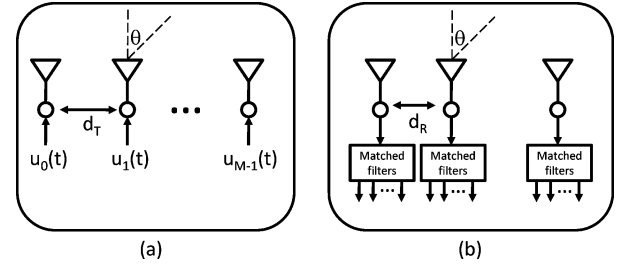 θ
d_T
u_0(t) u_1(t) ... u_{M-1}(t)
(a)
θ
d_R
Matched filters
Matched filters
Matched filters
... ... ...
(b)